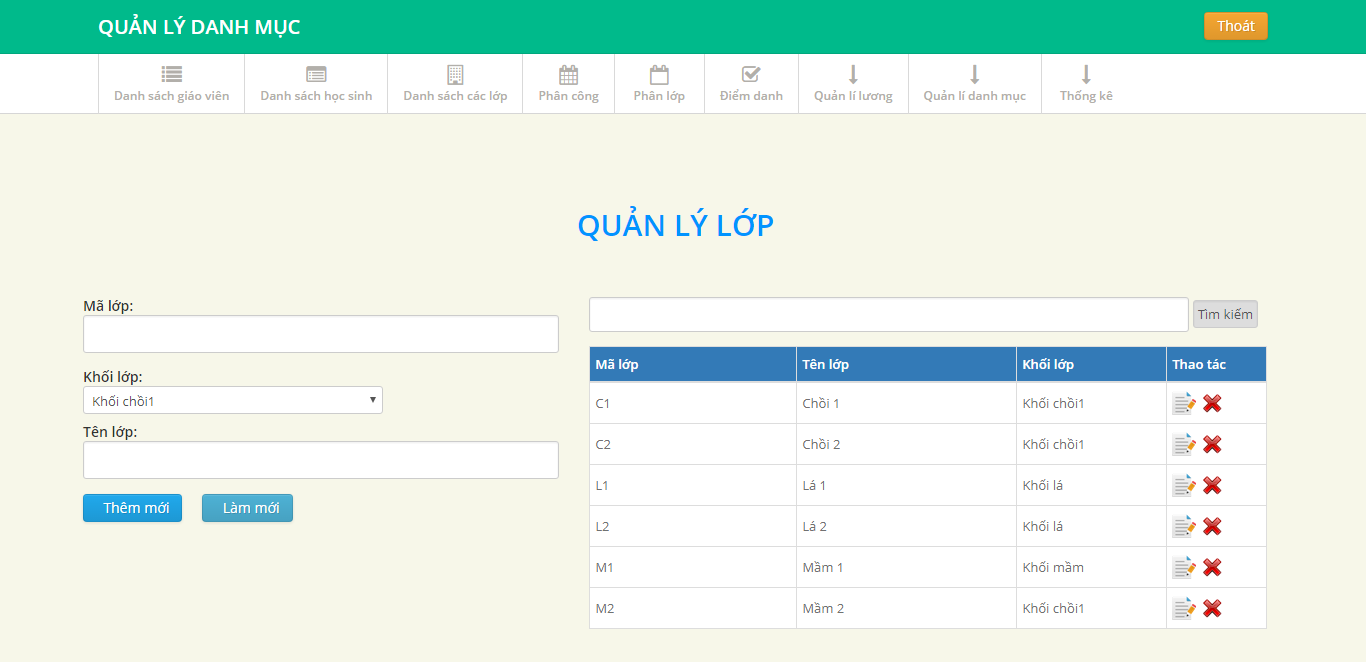 QUẢN LÝ DANH MỤC
Thoát
Danh sách giáo viên Danh sách học sinh Danh sách các lớp Phân công Phân lớp Điểm danh Quản lí lương Quản lí danh mục Thống kê
QUẢN LÝ LỚP
Mã lớp:
Khối lớp:
Khối chồi1
Tên lớp:
Thêm mới Làm mới
Tìm kiếm
Mã lớp Tên lớp Khối lớp Thao tác
C1 Chồi 1 Khối chồi1
C2 Chồi 2 Khối chồi1
L1 Lá 1 Khối lá
L2 Lá 2 Khối lá
M1 Mầm 1 Khối mầm
M2 Mầm 2 Khối chồi1